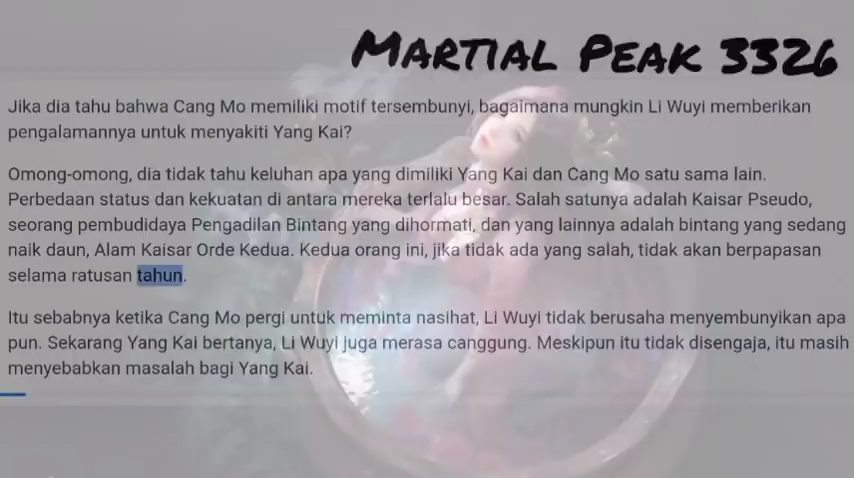 MARTIAL PEAK 3326
Jika dia tahu bahwa Cang Mo memiliki motif tersembunyi, bagaimana mungkin Li Wuyi memberikan
pengalamannya untuk menyakiti Yang Kai?
Omong-omong, dia tidak tahu keluhan apa yang dimiliki Yang Kai dan Cang Mo satu sama lain.
Perbedaan status dan kekuatan di antara mereka terlalu besar. Salah satunya adalah Kaisar Pseudo,
seorang pembudidaya Pengadilan Bintang yang dihormati, dan yang lainnya adalah bintang yang sedang
naik daun, Alam Kaisar Orde Kedua. Kedua orang ini, jika tidak ada yang salah, tidak akan berpapasan
selama ratusan tahun.
Itu sebabnya ketika Cang Mo pergi untuk meminta nasihat, Li Wuyi tidak berusaha menyembunyikan apa
pun. Sekarang Yang Kai bertanya, Li Wuyi juga merasa canggung. Meskipun itu tidak disengaja, itu masih
menyebabkan masalah bagi Yang Kai.